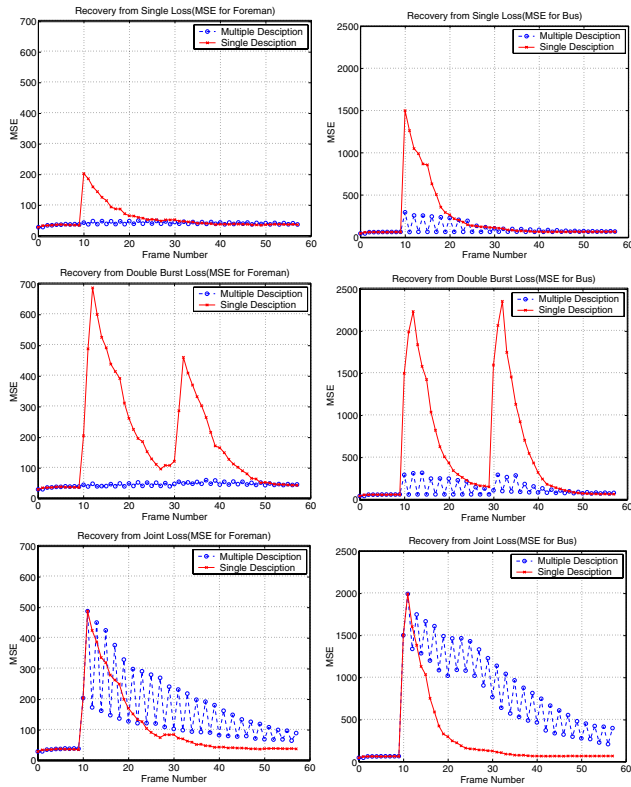 Recovery from Single Loss(MSE for Foreman)
700
600
500
400
300
200
100
0
MSE
Multiple Desciption
Single Desciption
0 10 20 30 40 50 60
Frame Number
Recovery from Single Loss(MSE for Bus)
2500
2000
1500
1000
500
0
MSE
Multiple Desciption
Single Desciption
0 10 20 30 40 50 60
Frame Number
Recovery from Double Burst Loss(MSE for Foreman)
700
600
500
400
300
200
100
0
MSE
Multiple Desciption
Single Desciption
0 10 20 30 40 50 60
Frame Number
Recovery from Double Burst Loss(MSE for Bus)
2500
2000
1500
1000
500
0
MSE
Multiple Desciption
Single Desciption
0 10 20 30 40 50 60
Frame Number
Recovery from Joint Loss(MSE for Foreman)
700
600
500
400
300
200
100
0
MSE
Multiple Desciption
Single Desciption
0 10 20 30 40 50 60
Frame Number
Recovery from Joint Loss(MSE for Bus)
2500
2000
1500
1000
500
0
MSE
Multiple Desciption
Single Desciption
0 10 20 30 40 50 60
Frame Number